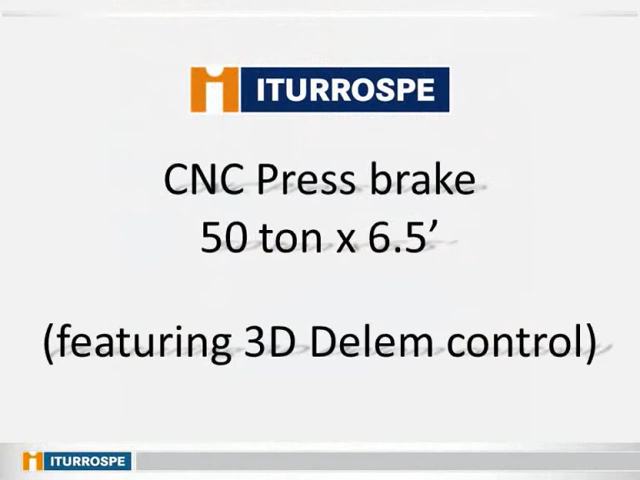 ITURROSPE
CNC Press brake
50 ton x 6.5’
(featuring 3D Delem control)
ITURROSPE